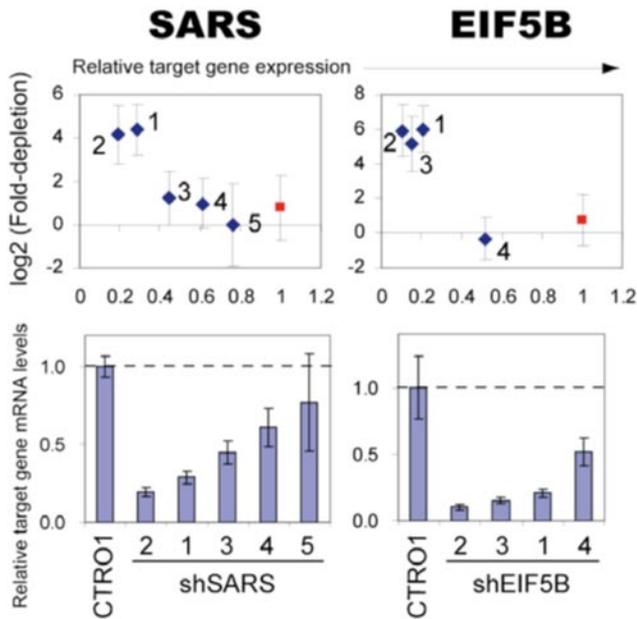 SARS EIF5B
Relative target gene expression
log2 (Fold-depletion)
6
4
2
0
-2
2
1
3
4
5
0 0.2 0.4 0.6 0.8 1 1.2
8
6
4
2
0
-2
2
1
3
4
0 0.2 0.4 0.6 0.8 1 1.2
Relative target gene mRNA levels
1.0
0.5
0.0
CTRO1 2 1 3 4 5
shSARS
1.0
0.5
0.0
CTRO1 2 3 1 4
shEIF5B